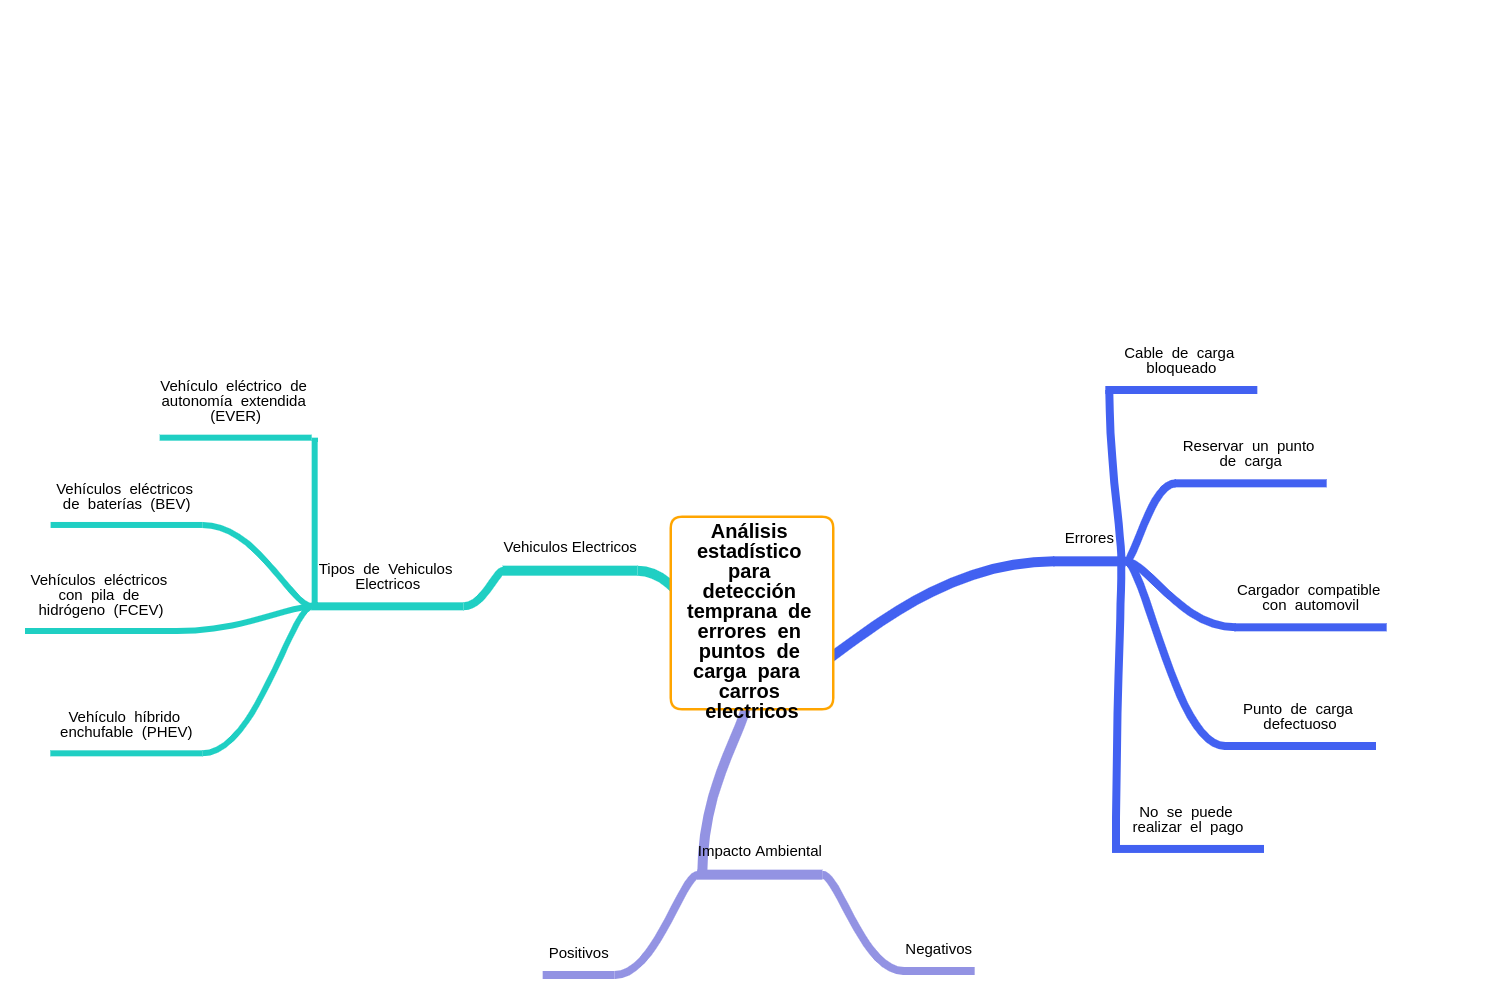 Análisis
estadístico
para
detección
temprana de
errores en
puntos de
carga para
carros
electricos
Vehiculos Electricos
Tipos de Vehiculos
Electricos
Vehículo eléctrico de
autonomía extendida
(EVER)
Vehículos eléctricos
de baterías (BEV)
Vehículos eléctricos
con pila de
hidrógeno (FCEV)
Vehículo híbrido
enchufable (PHEV)
Errores
Cable de carga
bloqueado
Reservar un punto
de carga
Cargador compatible
con automovil
Punto de carga
defectuoso
No se puede
realizar el pago
Impacto Ambiental
Positivos
Negativos